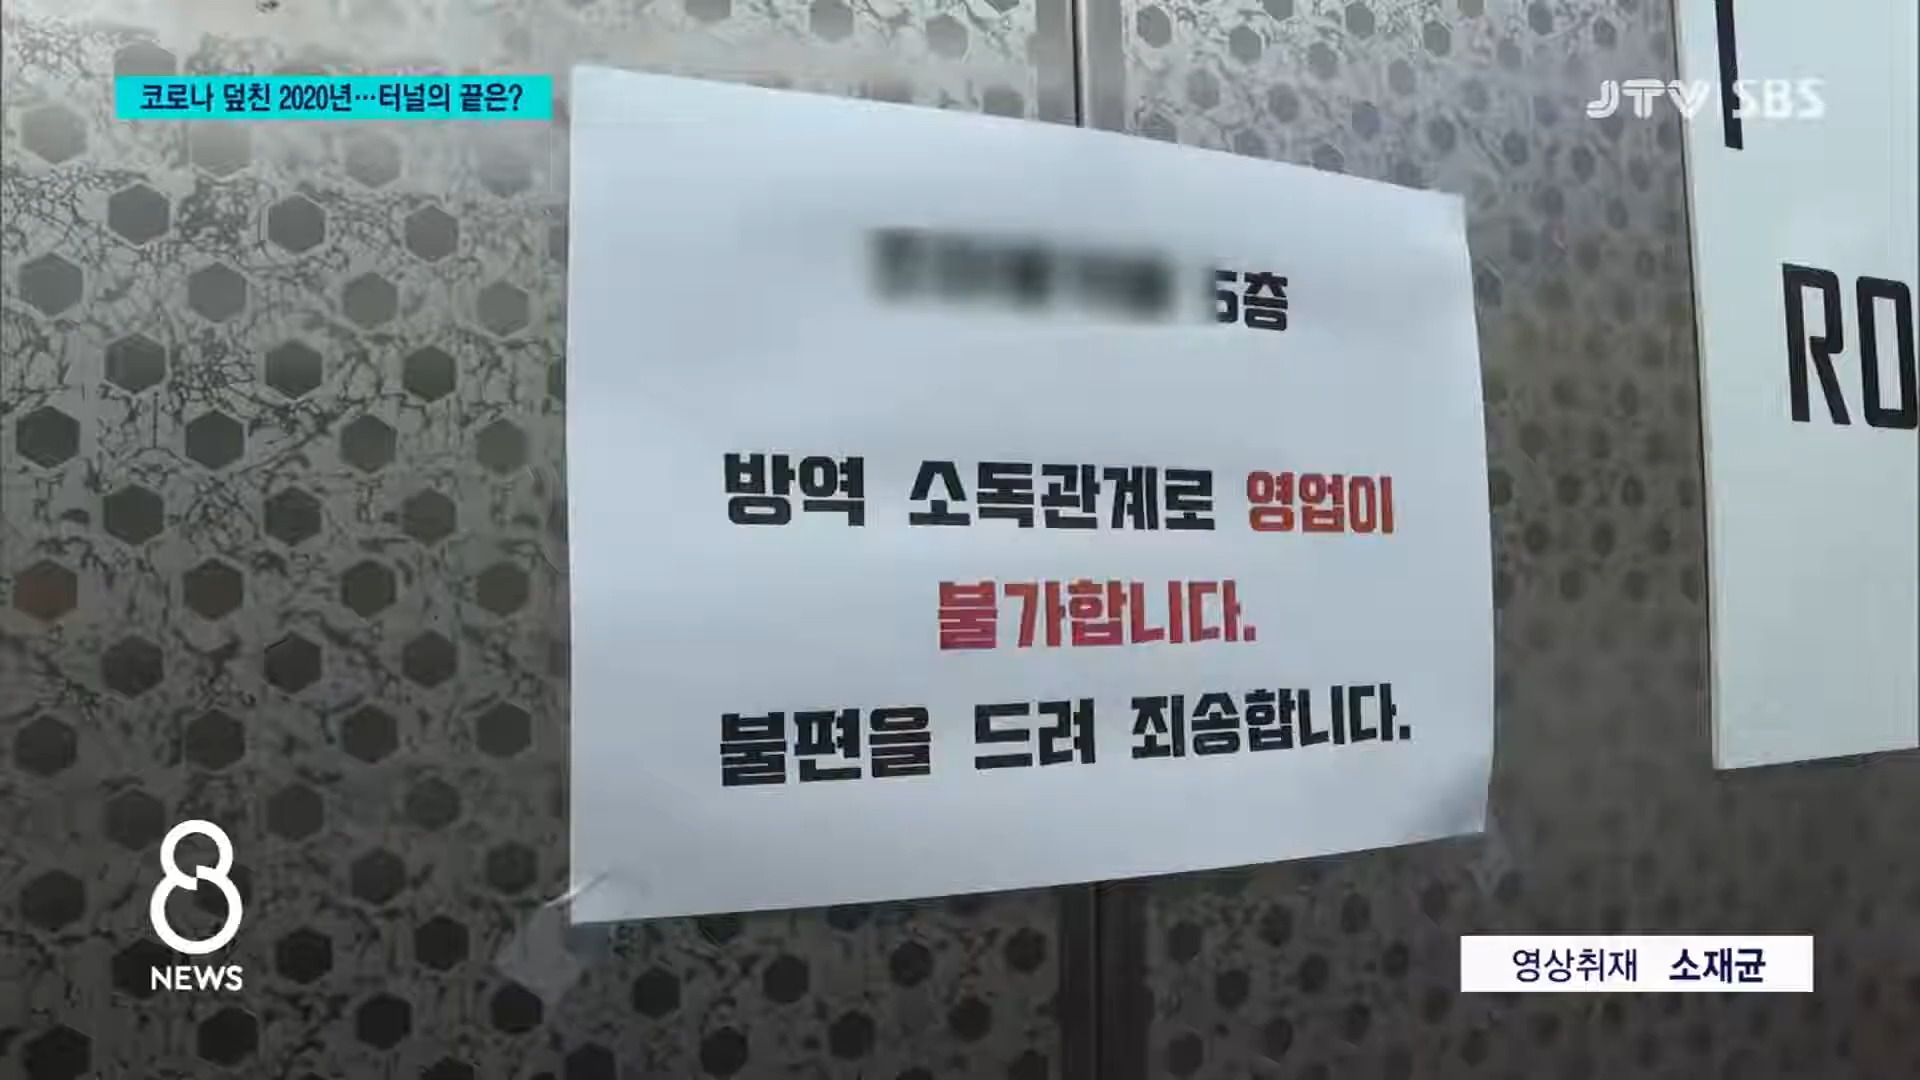 코로나 덮친 2020년…터널의 끝은?
JTV SBS
5층
방역 소독관계로 영업이
불가합니다.
불편을 드려 죄송합니다.
RO
8
NEWS
영상취재 소재균